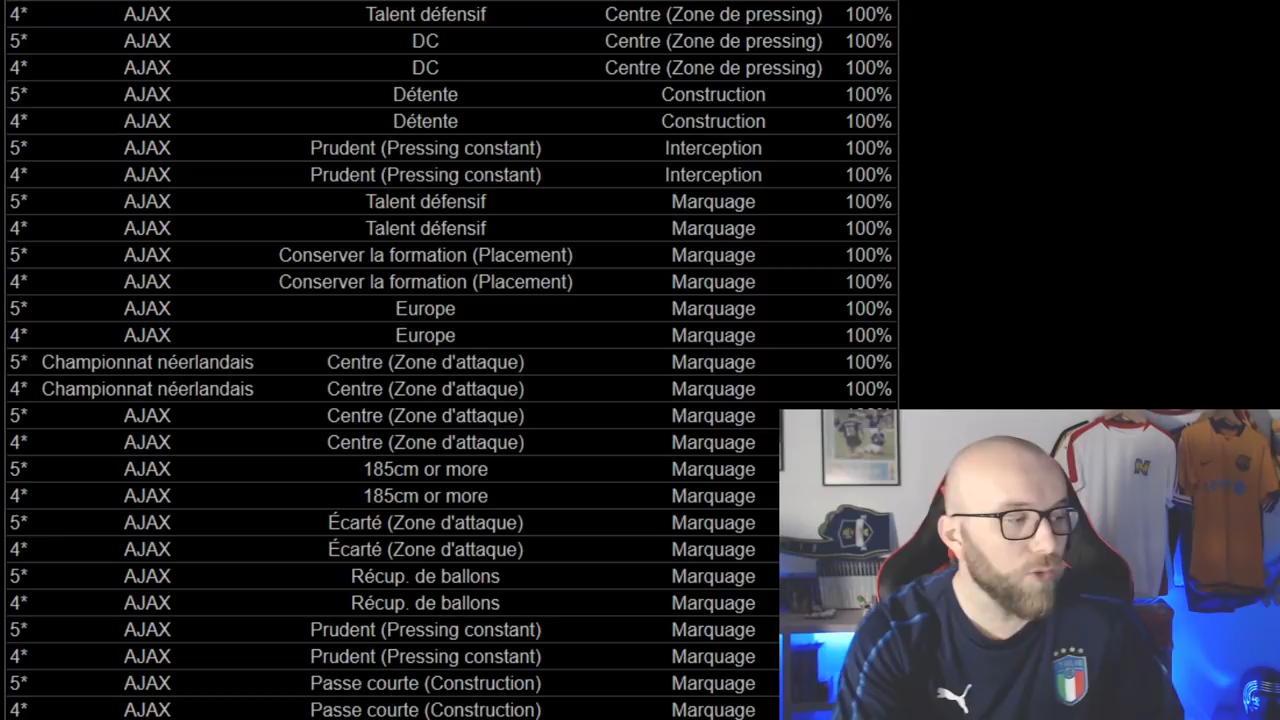 4* AJAX Talent défensif Centre (Zone de pressing) 100%
5* AJAX DC Centre (Zone de pressing) 100%
4* AJAX DC Centre (Zone de pressing) 100%
5* AJAX Détente Construction 100%
4* AJAX Détente Construction 100%
5* AJAX Prudent (Pressing constant) Interception 100%
4* AJAX Prudent (Pressing constant) Interception 100%
5* AJAX Talent défensif Marquage 100%
4* AJAX Talent défensif Marquage 100%
5* AJAX Conserver la formation (Placement) Marquage 100%
4* AJAX Conserver la formation (Placement) Marquage 100%
5* AJAX Europe Marquage 100%
4* AJAX Europe Marquage 100%
5* Championnat néerlandais Centre (Zone d'attaque) Marquage 100%
4* Championnat néerlandais Centre (Zone d'attaque) Marquage 100%
5* AJAX Centre (Zone d'attaque) Marquage
4* AJAX Centre (Zone d'attaque) Marquage
5* AJAX 185cm or more Marquage
4* AJAX 185cm or more Marquage
5* AJAX Écarté (Zone d'attaque) Marquage
4* AJAX Écarté (Zone d'attaque) Marquage
5* AJAX Récup. de ballons Marquage
4* AJAX Récup. de ballons Marquage
5* AJAX Prudent (Pressing constant) Marquage
4* AJAX Prudent (Pressing constant) Marquage
5* AJAX Passe courte (Construction) Marquage
4* AJAX Passe courte (Construction) Marquage